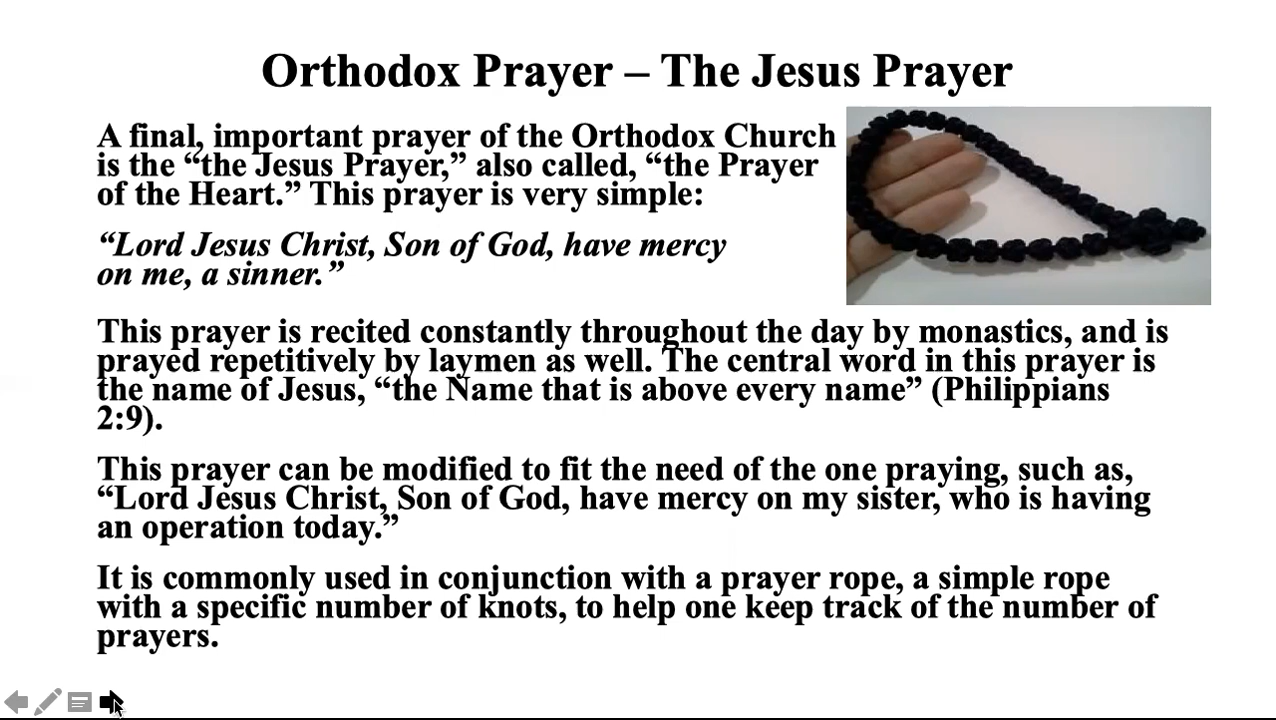 Orthodox Prayer – The Jesus Prayer
A final, important prayer of the Orthodox Church
is the “the Jesus Prayer,” also called, “the Prayer
of the Heart.” This prayer is very simple:
“Lord Jesus Christ, Son of God, have mercy
on me, a sinner.”
This prayer is recited constantly throughout the day by monastics, and is
prayed repetitively by laymen as well. The central word in this prayer is
the name of Jesus, “the Name that is above every name” (Philippians
2:9).
This prayer can be modified to fit the need of the one praying, such as,
“Lord Jesus Christ, Son of God, have mercy on my sister, who is having
an operation today.”
It is commonly used in conjunction with a prayer rope, a simple rope
with a specific number of knots, to help one keep track of the number of
prayers.